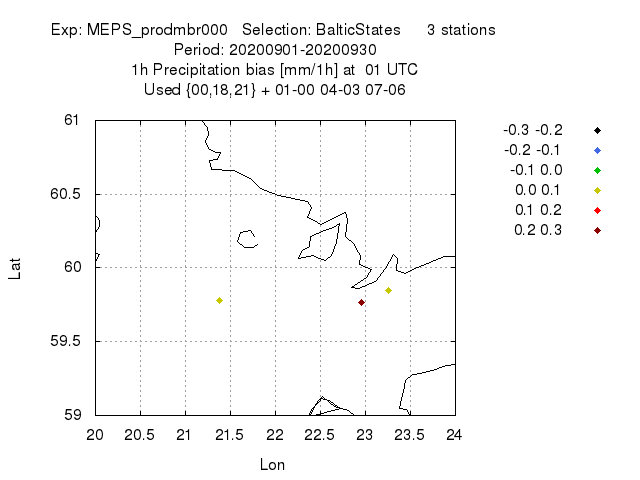 Exp: MEPS_prodmbr000 Selection: BalticStates 3 stations
Period: 20200901-20200930
1h Precipitation bias [mm/1h] at 01 UTC
Used {00,18,21} + 01-00 04-03 07-06
61
60.5
60
59.5
59
Lat
20 20.5 21 21.5 22 22.5 23 23.5 24
Lon
-0.3 -0.2
-0.2 -0.1
-0.1 0.0
0.0 0.1
0.1 0.2
0.2 0.3